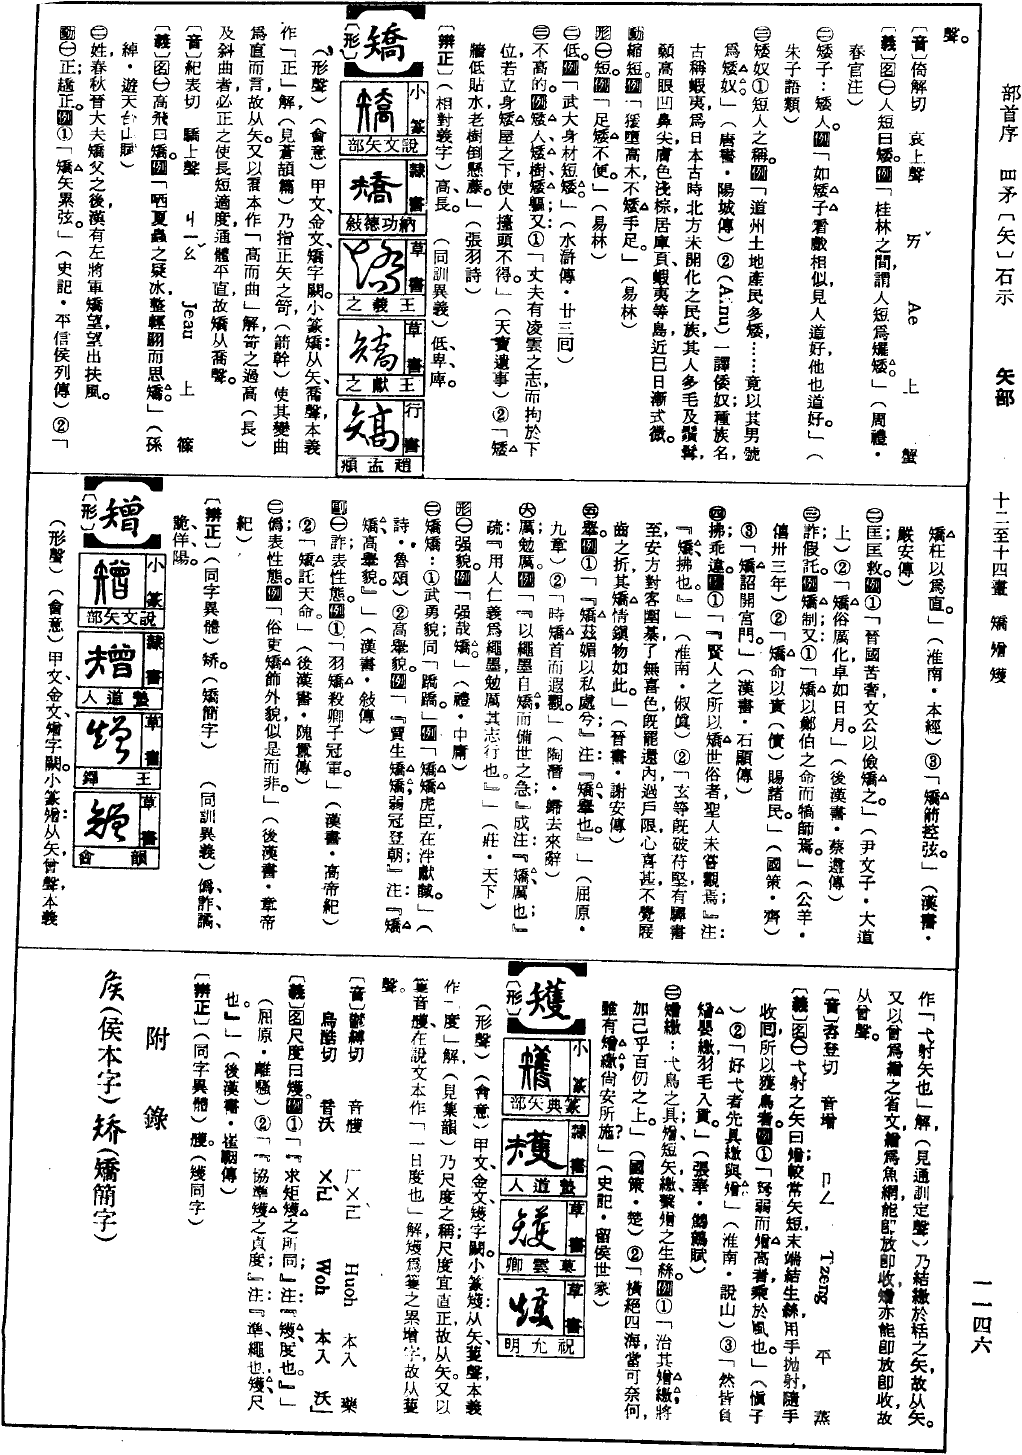 部首序 四 矛〔矢〕石示 矢部 十二至十四畫 矯 矰 矱 一一四六
聲。
〔音〕倚解切 哀上聲 ㄞˇ Ae 上 蟹
〔義〕名㊀人短曰矮。例「桂林之間謂人短為矲矮。」（周禮・
春官注）
㊁矮子：矮人。例「如矮子看戲相似見人道好他也道好。」（
朱子語類）
㊂矮奴①短人之稱。例「道州土地產民多矮……竟以其男號
為矮奴。」（唐書・陽城傳）②（Ainu）一譯倭奴；種族名，
古稱蝦夷為日本古時北方未開化之民族，其人多毛及鬚髯，
顴高眼凹鼻尖膚色淺棕居庫頁蝦夷等島近已日漸式微。
動縮短。例「猨墮高木不矮手足。」（易林）
形㊀短。例「足矮不便。」（易林）
㊁低。例「武大身材短矮。」（水滸傳・廿三回）
㊂不高的。例矮人、矮樹、矮軀又：①「丈夫有凌雲之志而拘於下
位，若立身矮屋之下使人擡頭不得。」（天寶遺事）②「矮
牆低貼水老樹倒懸藤。」（張羽詩）
〔辨正〕（相對義字）高、長。 （同訓異義）低、卑、庳。
矯
〔形〕
小篆 說文矢部
隸書 納功德敍
草書 王羲之
草書 王獻之
行書 趙孟頫
（形聲）（會意）甲文、金文矯字闕。小篆矯：从矢、喬聲，本義
作「正」解（見蒼頡篇）乃指正矢之笴（箭幹）使其變曲
為直而言，故从矢。又以喬本作「高而曲」解，笴之過高（長）
及斜曲者必正之使長短適度，通體平直，故矯从喬聲。
〔音〕紀表切 驕上聲 ㄐㄧㄠˇ Jeau 上 篠
〔義〕名㊀高飛曰矯。例「哂夏蟲之疑冰，整輕翮而思矯。」（孫
綽・遊天台山賦）
㊁姓，春秋晉大夫矯父之後，漢有左將軍矯望，望出扶風。
動㊀正；搖正。例①「矯矢累弦。」（史記・平信侯列傳）②「
矯枉以為直。」（淮南・本經）③「矯箭控弦。」（漢書・
嚴安傳）
㊁匡；匡救。例①「晉國苦奢文公以儉矯之。」（尹文子・大道
上）②「矯俗厲化卓如日月。」（後漢書・蔡邕傳）
㊂詐；假託。例矯制又：①「矯以鄭伯之命而犒師焉。」（公羊・
僖卅三年）②「矯命以責（債）賜諸民。」（國策・齊）
③「矯詔開宮門。」（漢書・石顯傳）
㊃拂；乖違。例①「『賢人之所以矯世俗者聖人未嘗觀焉』注：
『矯，拂也。』」（淮南・俶真）②「玄等既破苻堅有驛書
至，安方對客圍棊了無喜色既罷還內過戶限心喜甚不覺屐
齒之折其矯情鎮物如此。」（晉書・謝安傳）
㊄舉。例①「『矯茲媚以私處兮』注：『矯，舉也。』」（屈原・
九章）②「時矯首而遐觀。」（陶潛・歸去來辭）
㊅厲；勉厲。例「『以繩墨自矯而備世之急』成注『矯，厲也』；
疏『用人仁義為繩墨勉厲其志行也。』」（莊・天下）
形㊀强貌。例「强哉矯。」（禮・中庸）
㊁矯矯：①武勇貌，同「蹻蹻。」例「矯矯虎臣在泮獻馘」（
詩・魯頌）②高舉貌。例「『賈生矯矯弱冠登朝』注『矯
矯，高舉貌。』」（漢書・敍傳）
副㊀詐表性態。例①「羽矯殺卿子冠軍。」（漢書・高帝紀）
②「矯託天命。」（後漢書・隗囂傳）
㊁僞表性態。例「俗吏矯飾外貌似是而非。」（後漢書・章帝
紀）
〔辨正〕（同字異體）矫。（矯簡字） （同訓異義）僞、詐、譎、
詭、佯、陽。
矰
〔形〕
小篆 說文矢部
隸書 墊道人
草書 王鐸
草書 草韻會
（形聲）（會意）甲文、金文、矰字闕。小篆矰：从矢、曾聲，本義
作「弋射矢也」解（見通訓定聲）乃結繳於栝之矢，故从矢。
又以曾為罾之省文，罾為魚網，能卽放卽收，矰亦能卽放卽收，故
从曾聲。
〔音〕咨登切 音增 ㄗㄥ Tzeng 平 蒸
〔義〕名㊀弋射之矢曰矰，較常矢短，末端結生絲，用手拋射，隨手
收回，所以獲鳥者。例①「弩弱而矰高者乘於風也。」（愼子
）②「好弋者先具繳與矰。」（淮南・說山）③「然皆負
矰嬰繳羽毛入貢。」（張華・鷦鷯賦）
㊁矰繳：弋鳥之具；矰，短矢，繳，繫矰之生絲。例①「治其矰繳，將
加己乎百仞之上。」（國策・楚）②「橫絕四海當可奈何，
雖有矰繳尙安所施？」（史記・留侯世家）
矱
〔形〕
小篆 篆典矢部
隸書 墊道人
草書 葉雲卿
草書 祝允明
（形聲）（會意）甲文、金文、矱字闕。小篆矱：从矢、蒦聲，本義
作「度」解（見集韻）乃尺度之稱；尺度宜直正故从矢。又以
蒦音矱，在說文本作「一曰度也」解，矱為蒦之累增字，故从蒦
聲。
〔音〕鬱縛切 音雘 ㄏㄨㄛˋ Huoh 本入 藥
烏酷切 音沃 ㄨㄛˋ Woh 本入 沃
〔義〕名尺度曰矱。例①「『求矩矱之所同』注：『矱，度也。』」
（屈原・離騷）②「『協準矱之貞度』注『準，繩也；矱，尺
也。』」（後漢書・崔駰傳）
〔辨正〕（同字異體）彟。（矱同字）
附錄
矦（侯本字）矫（矯簡字）